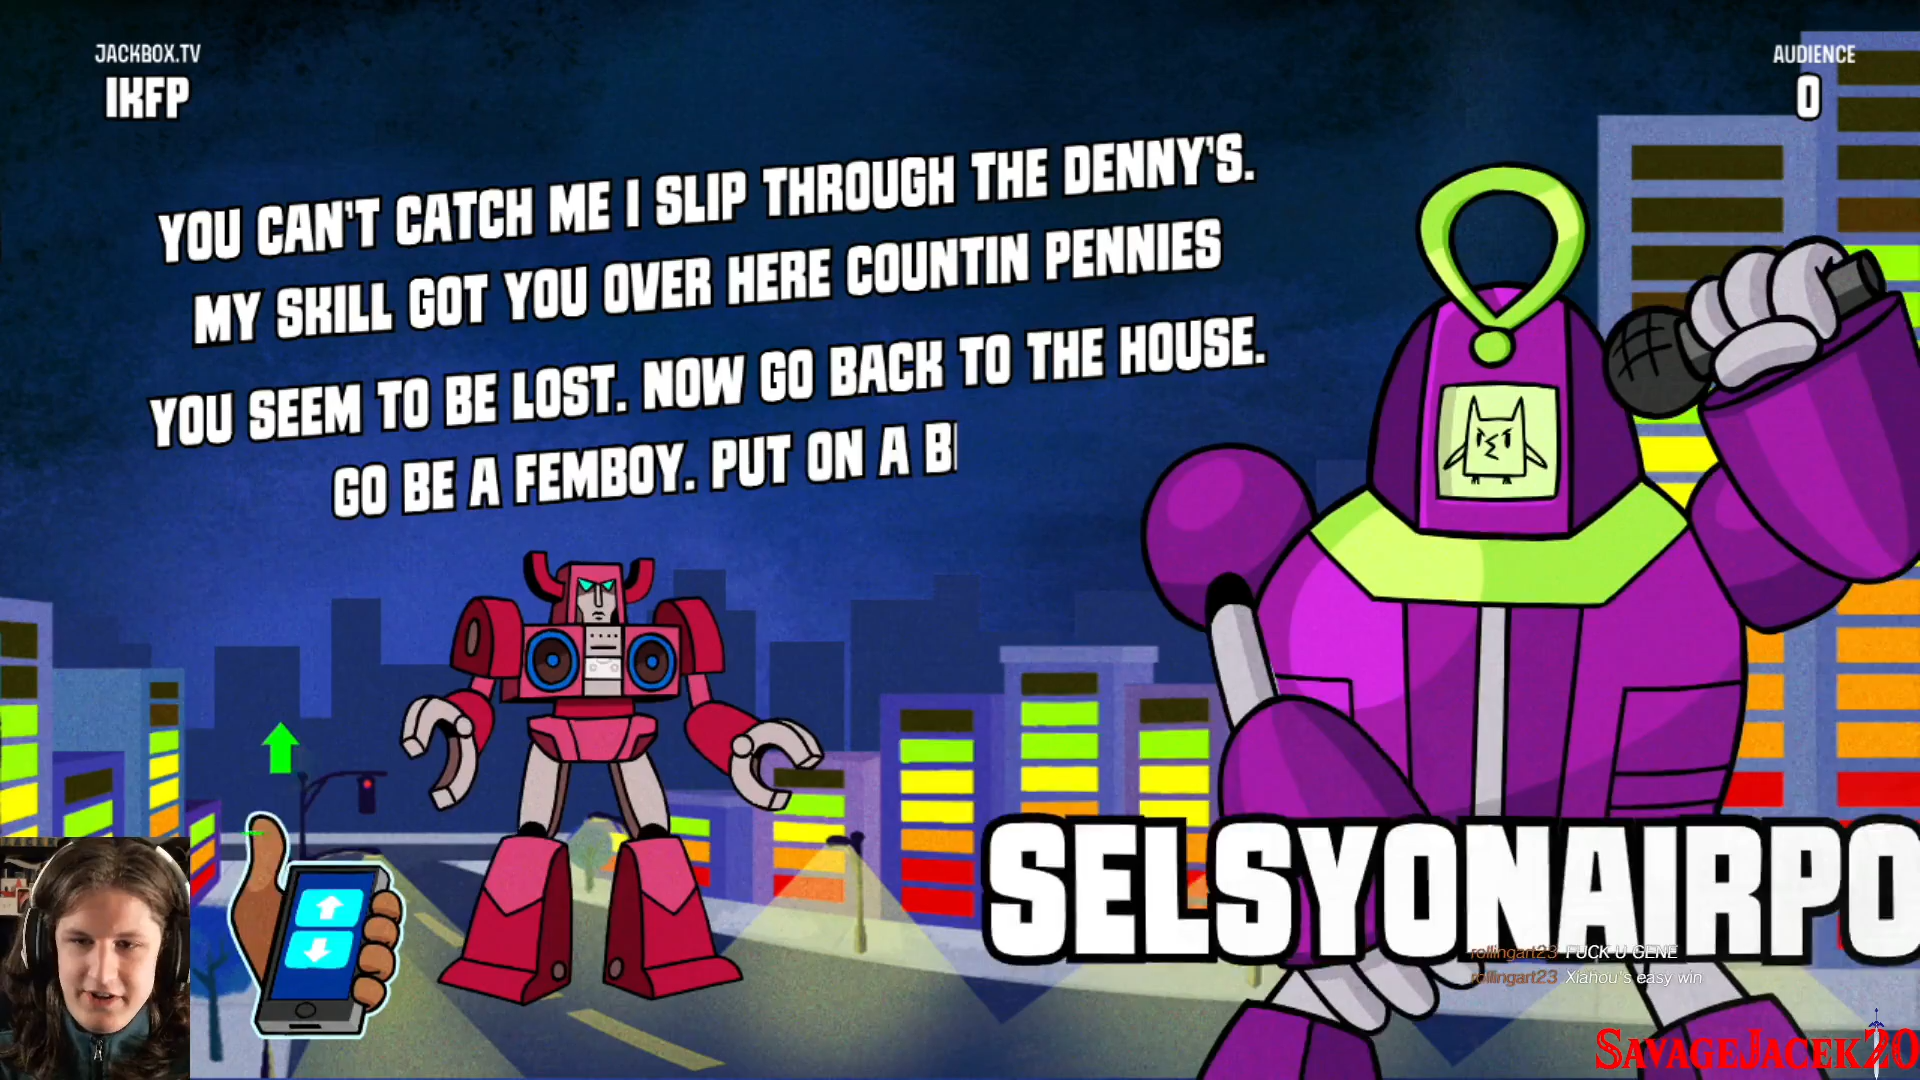 JACKBOX.TV
IKFP
AUDIENCE
0
YOU CAN'T CATCH ME I SLIP THROUGH THE DENNY'S.
MY SKILL GOT YOU OVER HERE COUNTIN PENNIES
YOU SEEM TO BE LOST. NOW GO BACK TO THE HOUSE.
GO BE A FEMBOY. PUT ON A B
SELSYONAIRPO
rollingart23 FUCK U GENE
rollingart23 Xiahou's easy win
SAVAGEJACEK20